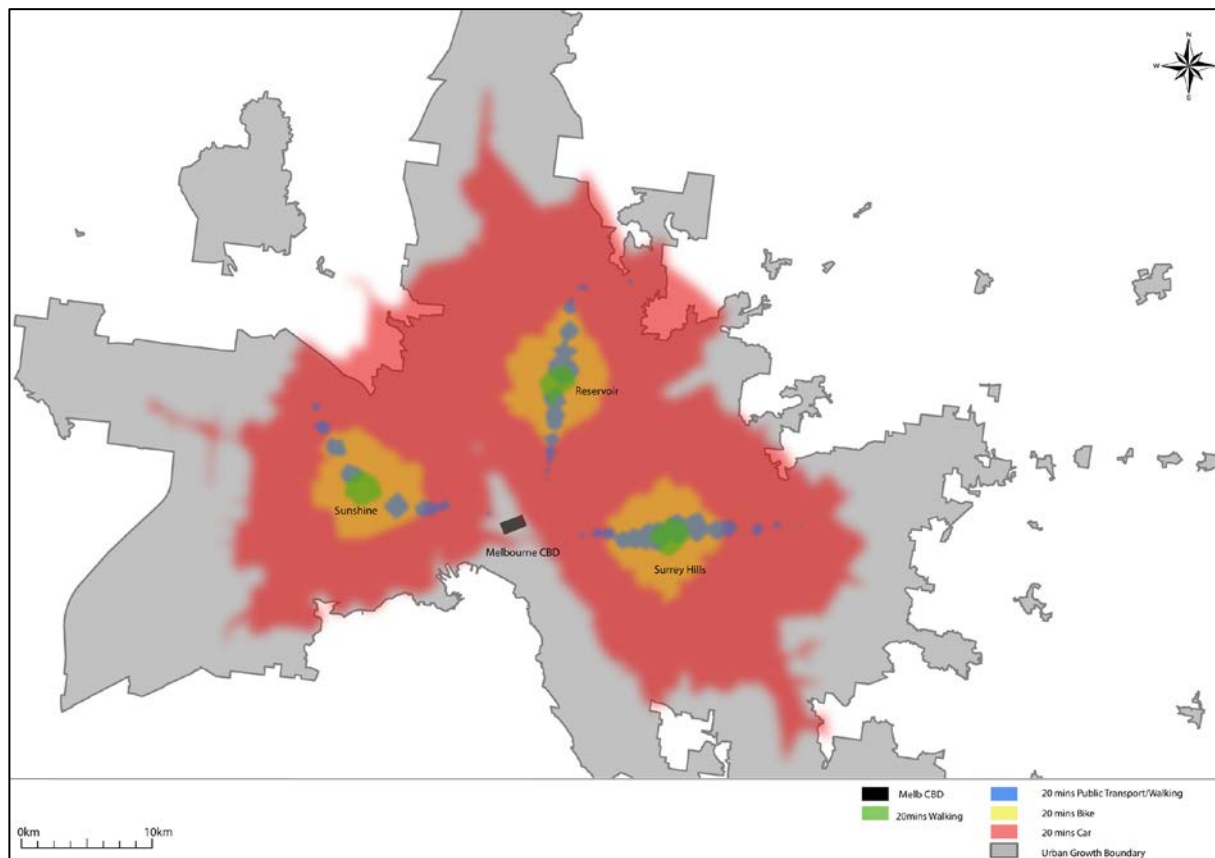 N
W
E
S
Reservoir
Sunshine
Melbourne CBD
Surrey Hills
Melb CBD
20mins Walking
20 mins Public Transport/Walking
20 mins Bike
20 mins Car
Urban Growth Boundary
0km
10km